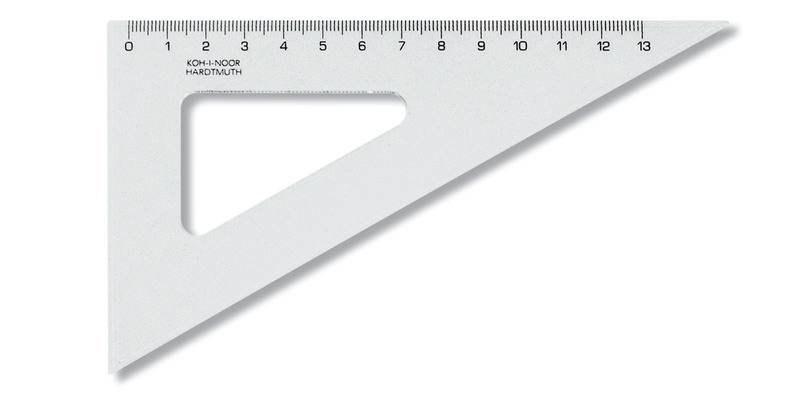 0 1 2 3 4 5 6 7 8 9 10 11 12 13
KOH-I-NOOR
HARDTMUTH